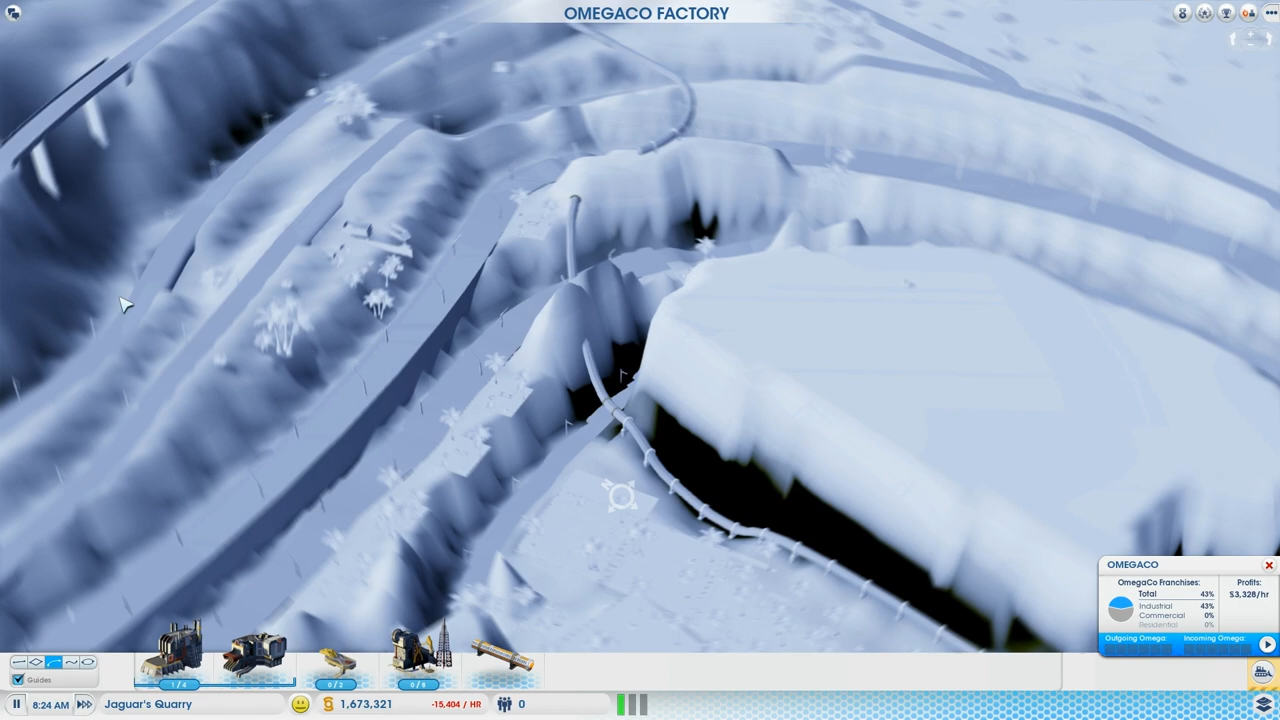 OMEGACO FACTORY
OMEGACO
OmegaCo Franchises:
Profits:
Total 43%
$3,328/hr
Industrial 43%
Commercial 0%
Residential 0%
Outgoing Omega:
Incoming Omega:
Guides
1 / 4
0 / 2
0 / 8
8:24 AM
Jaguar's Quarry
1,673,321
-15,404 / HR
0